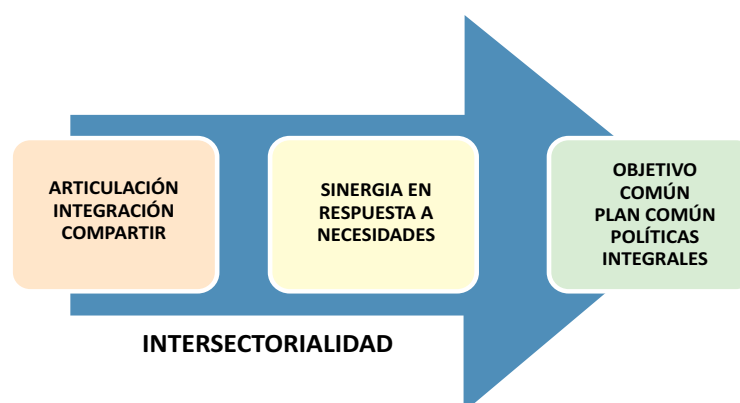 ARTICULACIÓN
INTEGRACIÓN
COMPARTIR
SINERGIA EN
RESPUESTA A
NECESIDADES
OBJETIVO
COMÚN
PLAN COMÚN
POLÍTICAS
INTEGRALES
INTERSECTORIALIDAD